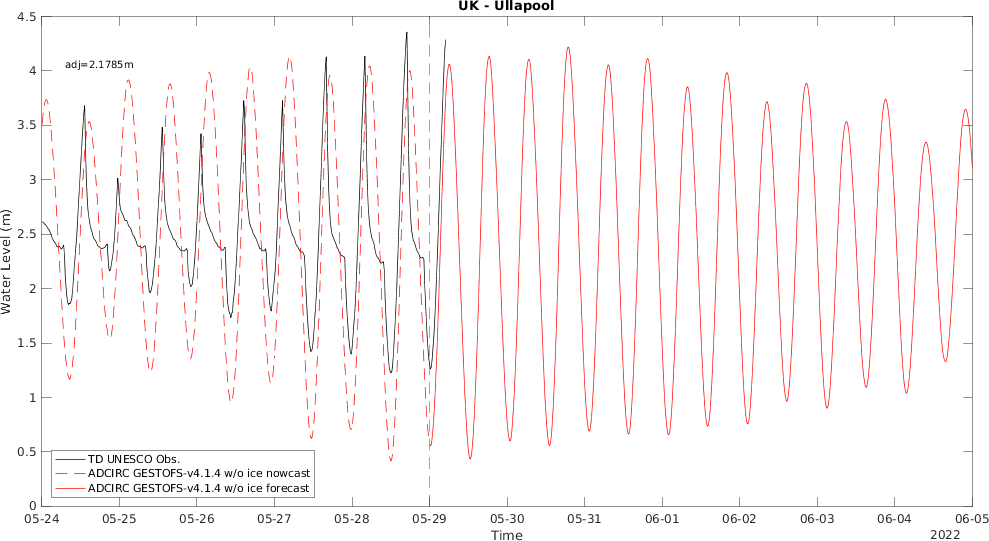 UK - Ullapool
4.5
4
3.5
3
2.5
2
1.5
1
0.5
0
Water Level (m)
adj=2.1785m
TD UNESCO Obs.
ADCIRC GESTOFS-v4.1.4 w/o ice nowcast
ADCIRC GESTOFS-v4.1.4 w/o ice forecast
05-24 05-25 05-26 05-27 05-28 05-29 05-30 05-31 06-01 06-02 06-03 06-04 06-05
Time
2022